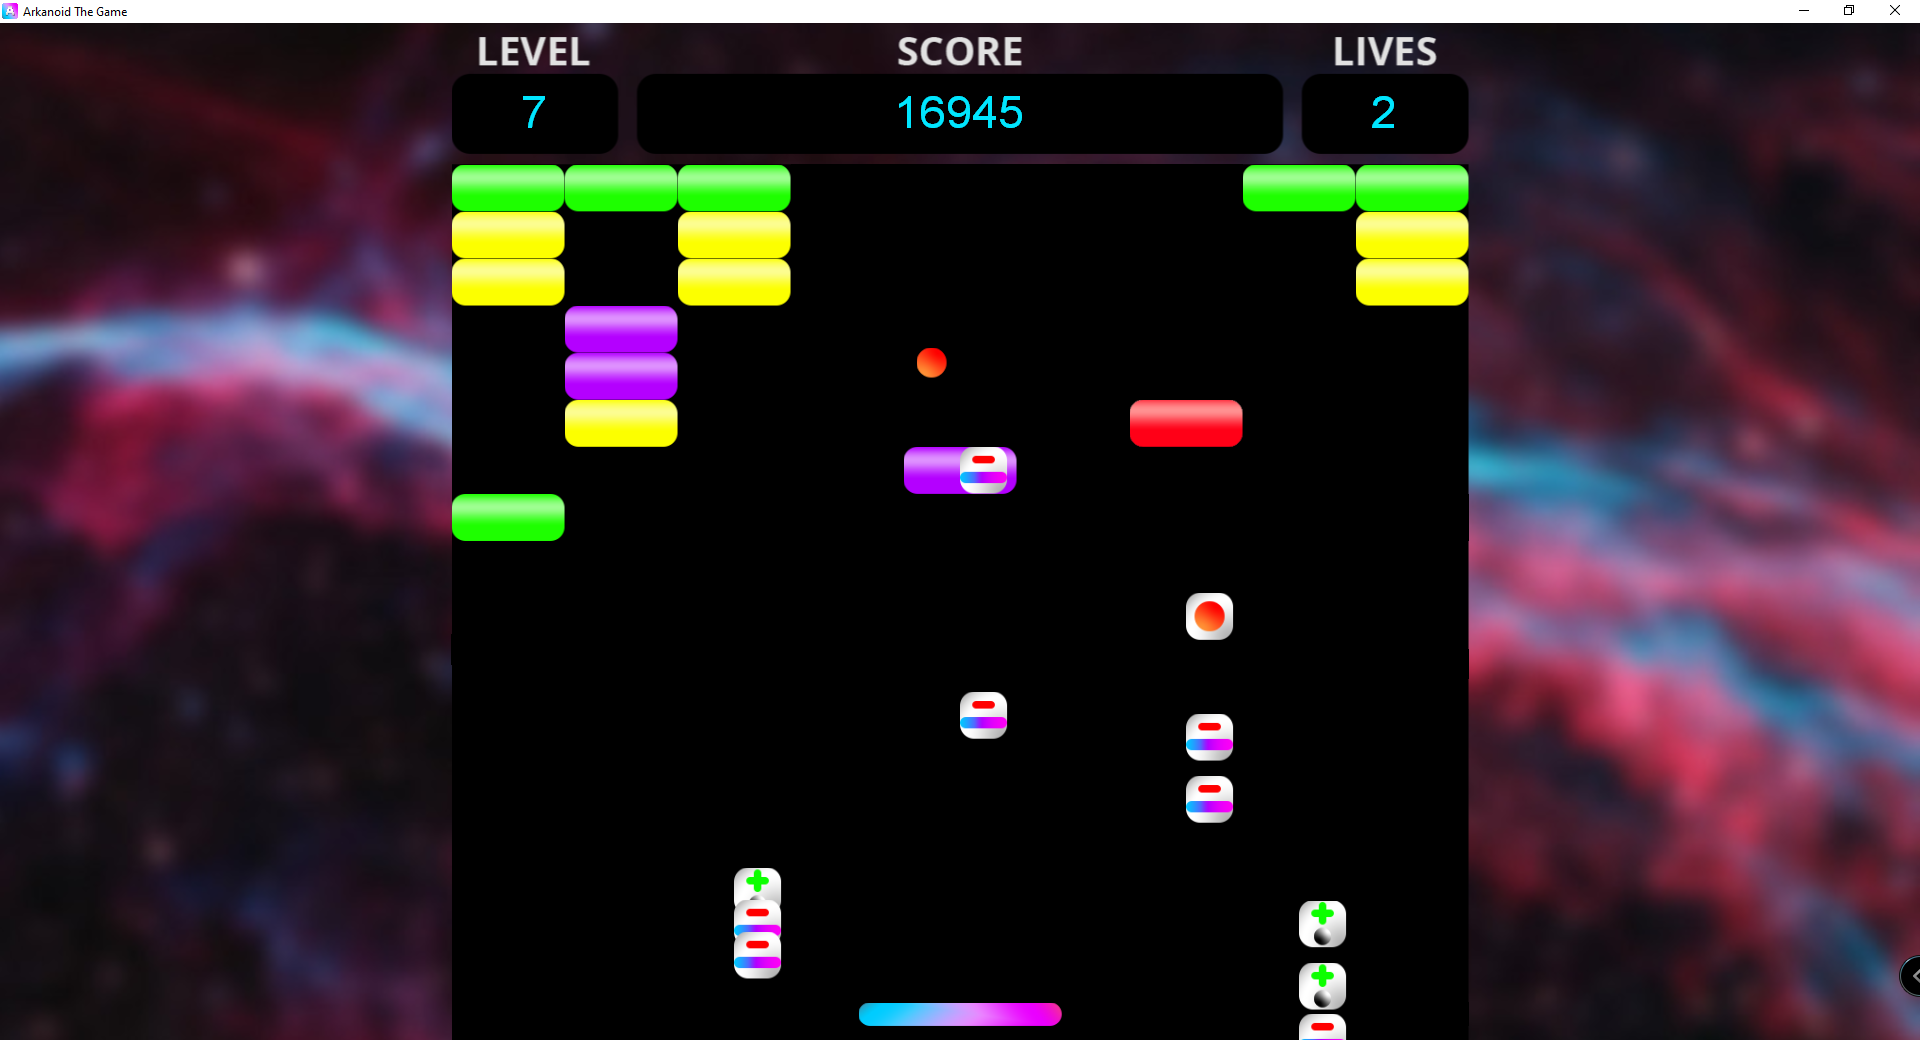 Arkanoid The Game
LEVEL SCORE LIVES
7 16945 2